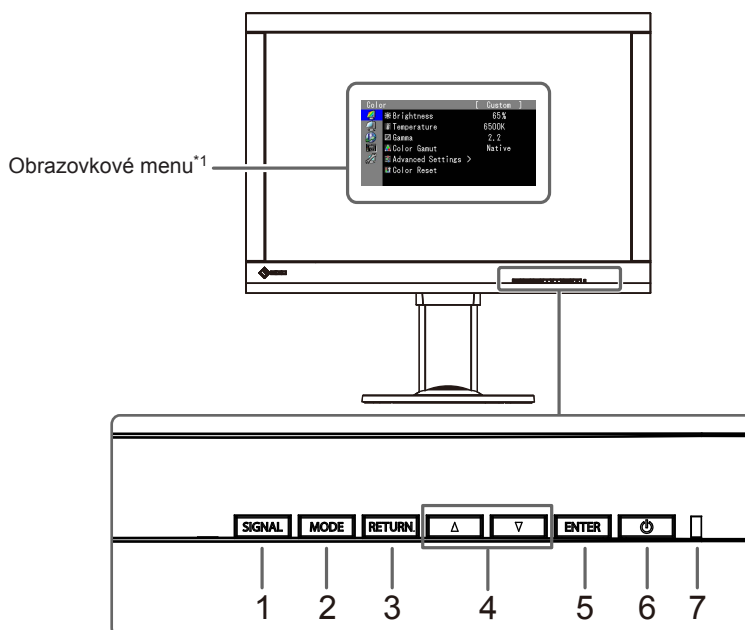 Color [ Custom ]
Brightness 65%
Temperature 6500K
Gamma 2.2
Color Gamut Native
Advanced Settings >
Color Reset
Obrazovkové menu*1
SIGNAL MODE RETURN △ ▽ ENTER
1 2 3 4 5 6 7